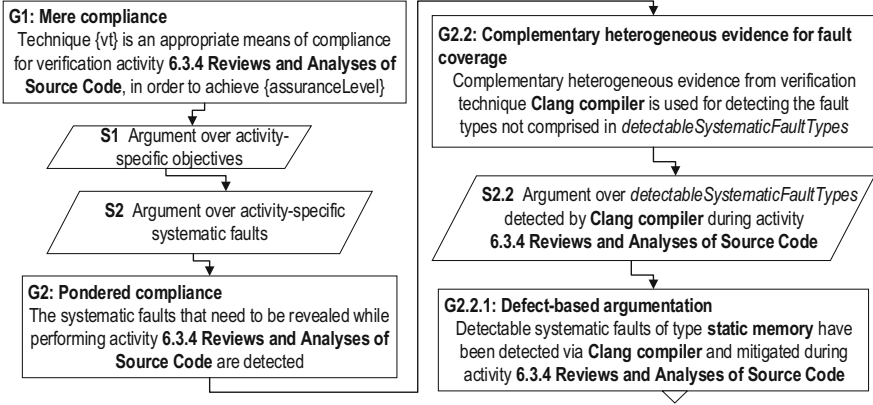 G1: Mere compliance
Technique {vt} is an appropriate means of compliance
for verification activity 6.3.4 Reviews and Analyses of
Source Code, in order to achieve {assuranceLevel}
S1 Argument over activity-
specific objectives
S2 Argument over activity-specific
systematic faults
G2: Pondered compliance
The systematic faults that need to be revealed while
performing activity 6.3.4 Reviews and Analyses of
Source Code are detected
G2.2: Complementary heterogeneous evidence for fault
coverage
Complementary heterogeneous evidence from verification
technique Clang compiler is used for detecting the fault
types not comprised in detectableSystematicFaultTypes
S2.2 Argument over detectableSystematicFaultTypes
detected by Clang compiler during activity
6.3.4 Reviews and Analyses of Source Code
G2.2.1: Defect-based argumentation
Detectable systematic faults of type static memory have
been detected via Clang compiler and mitigated during
activity 6.3.4 Reviews and Analyses of Source Code